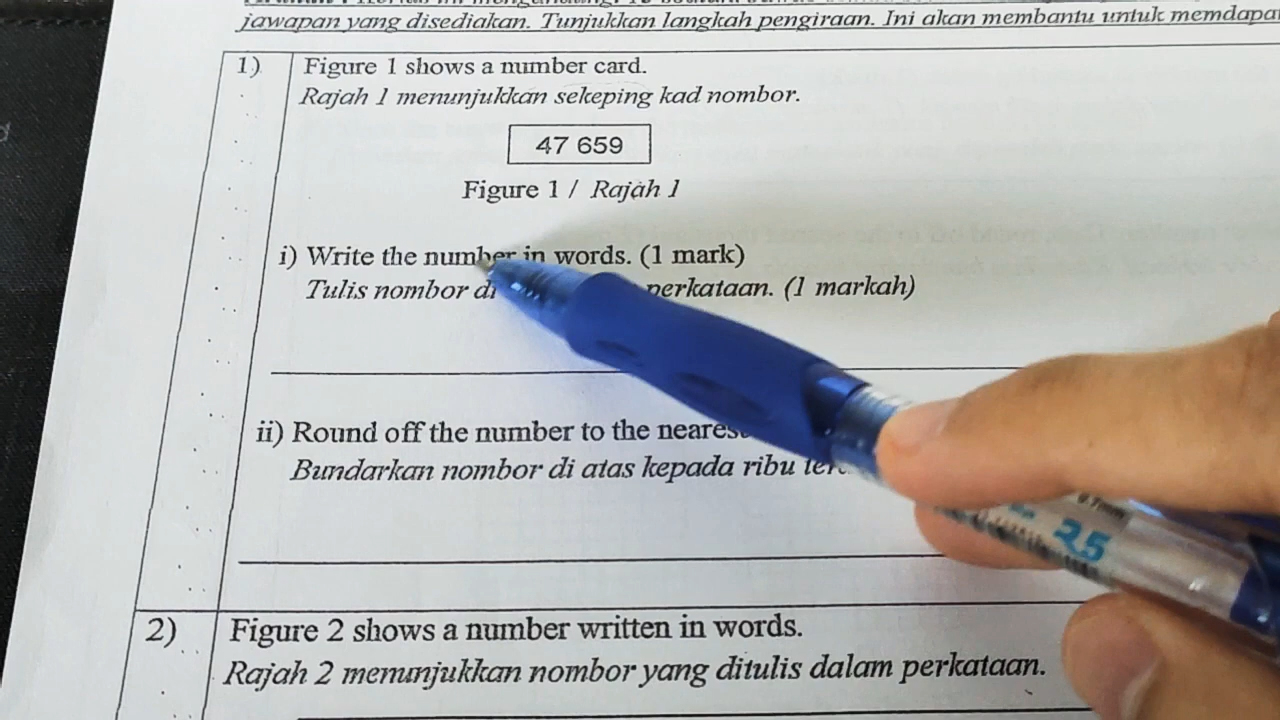 jawapan yang disediakan. Tunjukkan langkah pengiraan. Ini akan membantu untuk
1) Figure 1 shows a number card.
Rajah 1 menunjukkan sekeping kad nombor.
47 659
Figure 1 / Rajah 1
i) Write the number in words. (1 mark)
Tulis nombor perkataan. (1 markah)
ii) Round off the number to the nearest
Bundarkan nombor di atas kepada ribu
25
2) Figure 2 shows a number written in words.
Rajah 2 menunjukkan nombor yang ditulis dalam perkataan.